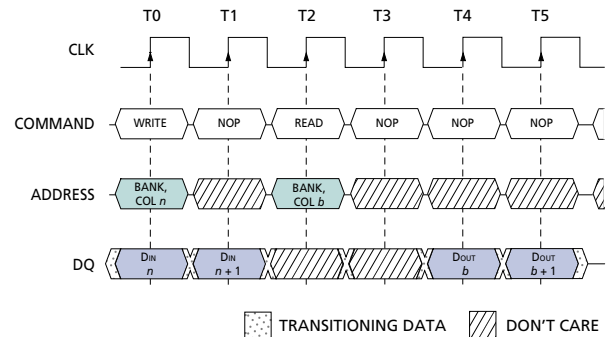 T0 T1 T2 T3 T4 T5
CLK
COMMAND WRITE NOP READ NOP NOP NOP
ADDRESS BANK, COL n BANK, COL b
DQ DIN n DIN n + 1 DOUT b DOUT b + 1
TRANSITIONING DATA DON'T CARE